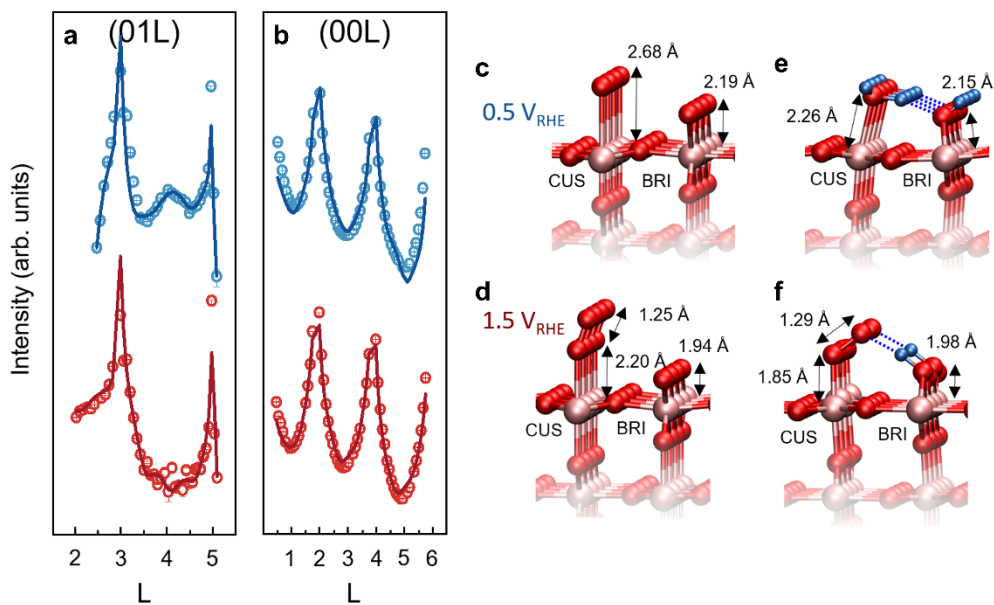 a (01L)
b (00L)
Intensity (arb. units)
2 3 4 5
L
1 2 3 4 5 6
L
0.5 VRHE
1.5 VRHE
c
2.68 Å
2.19 Å
CUS BRI
e
2.15 Å
2.26 Å
CUS BRI
d
1.25 Å
2.20 Å
1.94 Å
CUS BRI
f
1.29 Å
1.98 Å
1.85 Å
CUS BRI